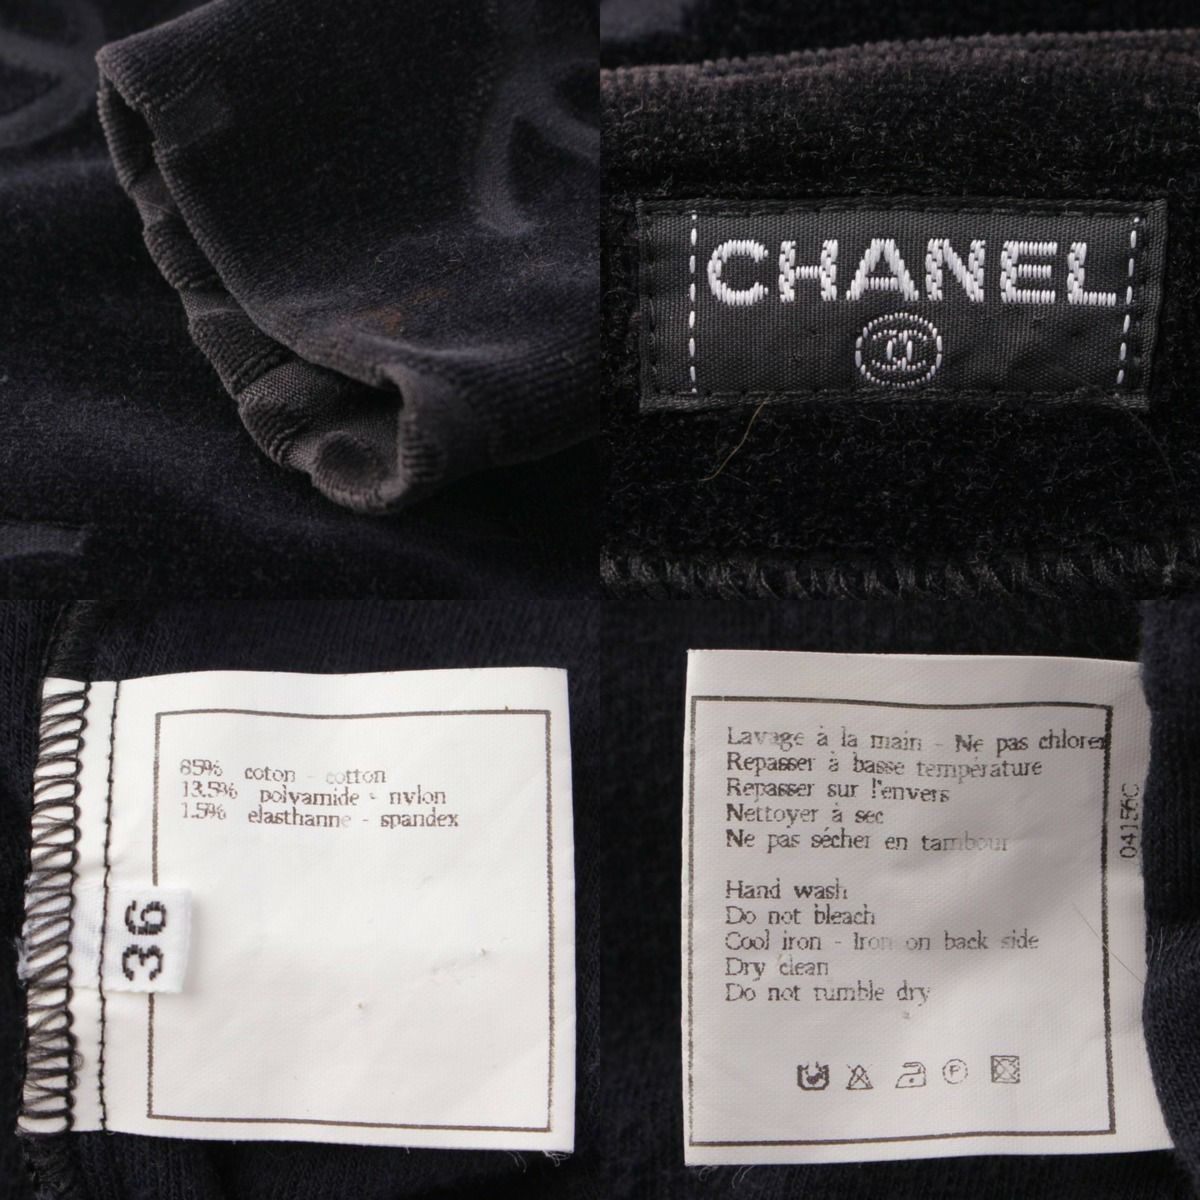 CHANEL
85% coton - cotton
13.5% polyamide - nylon
1.5% elasthanne - spandex
36
Lavage à la main - Ne pas chlorer
Repasser à basse température
Repasser sur l'envers
Nettoyer à sec
Ne pas sécher en tambour
Hand wash
Do not bleach
Cool iron - Iron on back side
Dry clean
Do not tumble dry
P